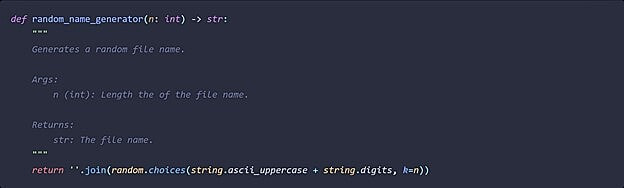 def random_name_generator(n: int) -> str:
    """
    Generates a random file name.

    Args:
        n (int): Length the of the file name.

    Returns:
        str: The file name.
    """
    return ''.join(random.choices(string.ascii_uppercase + string.digits, k=n))